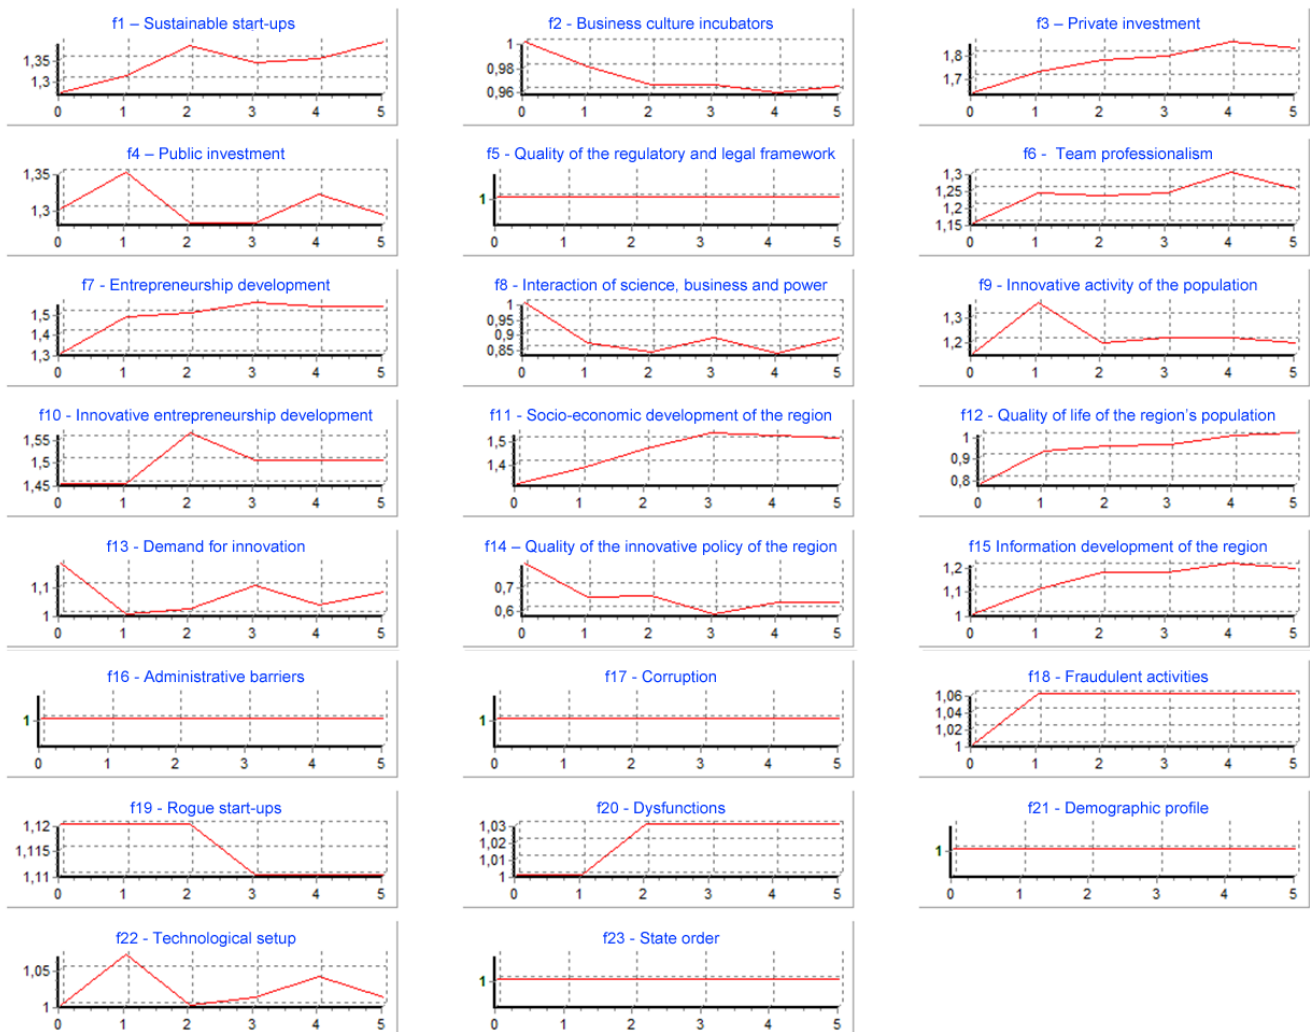 f1 – Sustainable start-ups
1,35
1,3
0 1 2 3 4 5
f2 - Business culture incubators
1
0,98
0,96
0 1 2 3 4 5
f3 – Private investment
1,8
1,7
0 1 2 3 4 5
f4 – Public investment
1,35
1,3
0 1 2 3 4 5
f5 - Quality of the regulatory and legal framework
1
0 1 2 3 4 5
f6 - Team professionalism
1,3
1,25
1,2
1,15
0 1 2 3 4 5
f7 - Entrepreneurship development
1,5
1,4
1,3
0 1 2 3 4 5
f8 - Interaction of science, business and power
1
0,95
0,9
0,85
0 1 2 3 4 5
f9 - Innovative activity of the population
1,3
1,2
0 1 2 3 4 5
f10 - Innovative entrepreneurship development
1,55
1,5
1,45
0 1 2 3 4 5
f11 - Socio-economic development of the region
1,5
1,4
0 1 2 3 4 5
f12 - Quality of life of the region's population
1
0,9
0,8
0 1 2 3 4 5
f13 - Demand for innovation
1,1
1
0 1 2 3 4 5
f14 – Quality of the innovative policy of the region
0,7
0,6
0 1 2 3 4 5
f15 Information development of the region
1,2
1,1
1
0 1 2 3 4 5
f16 - Administrative barriers
1
0 1 2 3 4 5
f17 - Corruption
1
0 1 2 3 4 5
f18 - Fraudulent activities
1,06
1,04
1,02
1
0 1 2 3 4 5
f19 - Rogue start-ups
1,12
1,115
1,11
0 1 2 3 4 5
f20 - Dysfunctions
1,03
1,02
1,01
1
0 1 2 3 4 5
f21 - Demographic profile
1
0 1 2 3 4 5
f22 - Technological setup
1,05
1
0 1 2 3 4 5
f23 - State order
1
0 1 2 3 4 5